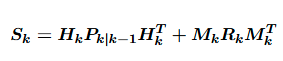 S_k = H_k P_{k|k−1} H_k^T + M_k R_k M_k^T